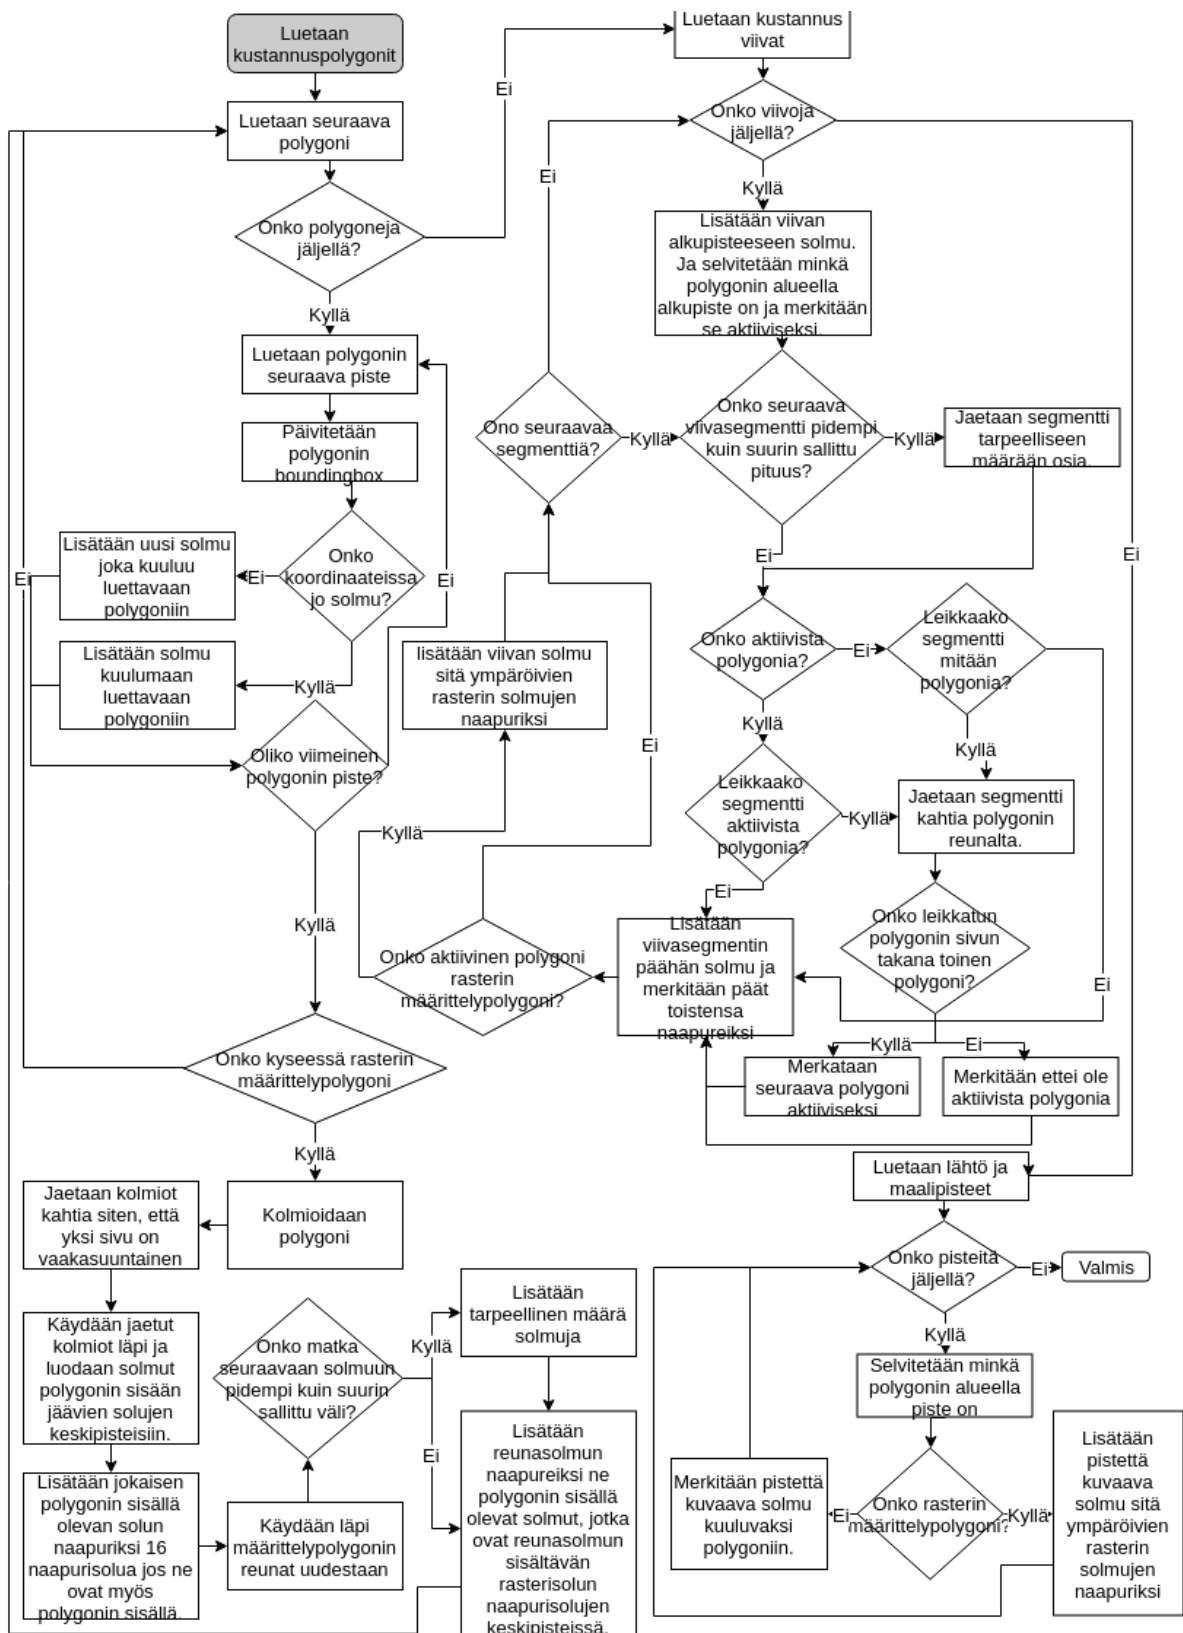 Luetaan
kustannuspolygonit
Luetaan seuraava
polygoni
Onko polygoneja
jäljellä?
Ei
Kyllä
Luetaan polygonin
seuraava piste
Päivitetään
polygonin
boundingbox
Onko
koordinaateissa
jo solmu?
Ei
Ei
Ei
Lisätään uusi solmu
joka kuuluu
luettavaan
polygoniin
Kyllä
Lisätään solmu
kuulumaan
luettavaan
polygoniin
Oliko viimeinen
polygonin piste?
Kyllä
Onko kyseessä rasterin
määrittelypolygoni
Kyllä
Kolmioidaan
polygoni
Jaetaan kolmiot
kahtia siten, että
yksi sivu on
vaakasuuntainen
Käydään jaetut
kolmiot läpi ja
luodaan solmut
polygonin sisään
jäävien solujen
keskipisteisiin.
Lisätään jokaisen
polygonin sisällä
olevan solun
naapuriksi 16
naapurisolua jos ne
ovat myös
polygonin sisällä.
Käydään läpi
määrittelypolygonin
reunat uudestaan
Onko matka
seuraavaan solmuun
pidempi kuin suurin
sallittu väli?
Kyllä
Ei
Lisätään
tarpeellinen määrä
solmuja
Lisätään
reunasolmun
naapureiksi ne
polygonin sisällä
olevat solmut, jotka
ovat reunasolmun
sisältävän
rasterisolun
naapurisolujen
keskipisteissä.
Luetaan kustannus
viivat
Onko viivoja
jäljellä?
Ei
Kyllä
Lisätään viivan
alkupisteeseen solmu.
Ja selvitetään minkä
polygonin alueella
alkupiste on ja merkitään
se aktiiviseksi.
Onko seuraava
viivasegmentti pidempi
kuin suurin sallittu
pituus?
Kyllä
Jaetaan segmentti
tarpeelliseen
määrään osia.
Ei
Ono seuraavaa
segmenttiä?
Kyllä
Ei
Onko aktiivista
polygonia?
Ei
Leikkaako
segmentti
mitään
polygonia?
Kyllä
Kyllä
Ei
Leikkaako
segmentti
aktiivista
polygonia?
Kyllä
Jaetaan segmentti
kahtia polygonin
reunalta.
Ei
Onko leikkatun
polygonin sivun
takana toinen
polygoni?
Kyllä
Ei
Merkataan
seuraava polygoni
aktiiviseksi
Merkitään ettei ole
aktiivista polygonia
Lisätään
viivasegmentin
päähän solmu ja
merkitään päät
toistensa
naapureiksi
Onko aktiivinen polygoni
rasterin
määrittelypolygoni?
Kyllä
Ei
lisätään viivan solmu
sitä ympäröivien
rasterin solmujen
naapuriksi
Luetaan lähtö ja
maalipisteet
Onko pisteitä
jäljellä?
Ei
Valmis
Kyllä
Selvitetään minkä
polygonin alueella
piste on
Onko rasterin
määrittelypolygoni?
Ei
Merkitään pistettä
kuvaava solmu
kuuluvaksi
polygoniin.
Kyllä
Lisätään
pistettä
kuvaava
solmu sitä
ympäröivien
rasterin
solmujen
naapuriksi